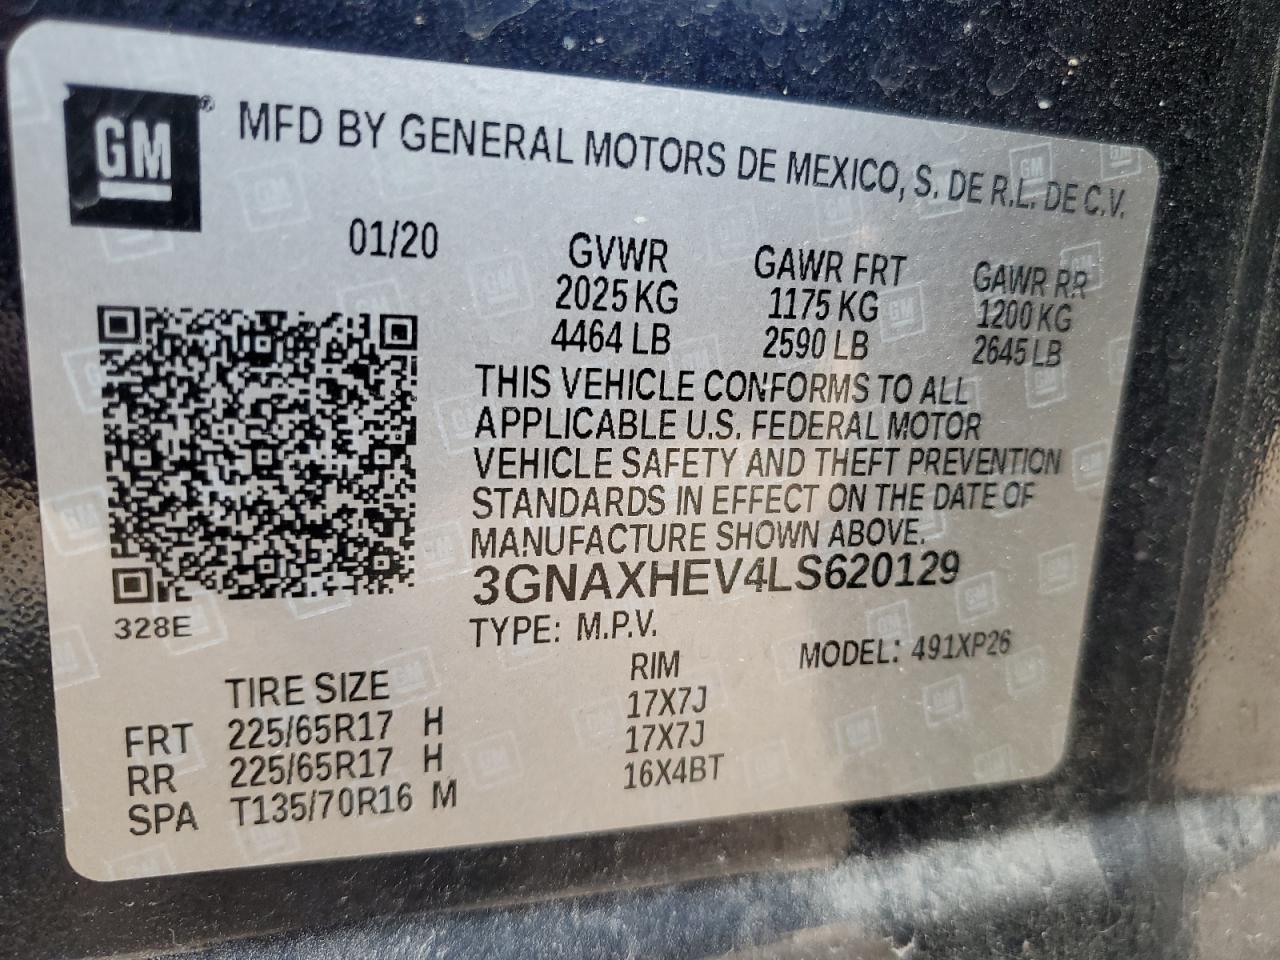 GM® MFD BY GENERAL MOTORS DE MEXICO, S. DE R.L. DE C.V.
01/20 GVWR GAWR FRT GAWR RR
2025 KG 1175 KG 1200 KG
4464 LB 2590 LB 2645 LB
THIS VEHICLE CONFORMS TO ALL
APPLICABLE U.S. FEDERAL MOTOR
VEHICLE SAFETY AND THEFT PREVENTION
STANDARDS IN EFFECT ON THE DATE OF
MANUFACTURE SHOWN ABOVE.
3GNAXHEV4LS620129
328E
TYPE: M.P.V. MODEL: 491XP26
TIRE SIZE RIM
FRT 225/65R17 H 17X7J
RR 225/65R17 H 17X7J
SPA T135/70R16 M 16X4BT